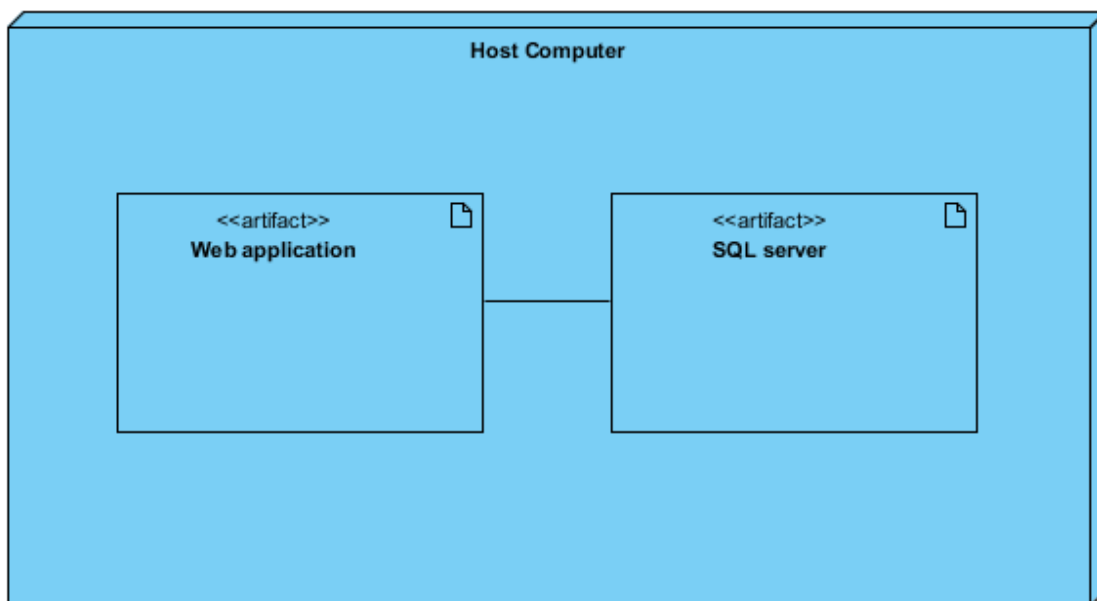 Host Computer
<<artifact>>
Web application
<<artifact>>
SQL server